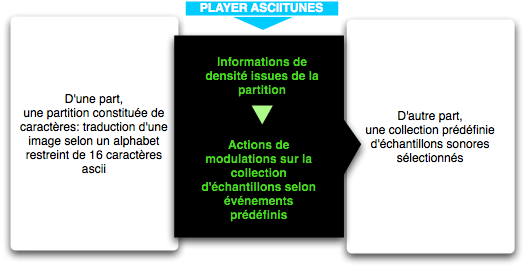 PLAYER ASCIITUNES
D'une part,
une partition constituée de
caractères: traduction d'une
image selon un alphabet
restreint de 16 caractères
ascii
Informations de
densité issues de la
partition
Actions de
modulations sur la
collection
d'échantillons selon
événements
prédéfinis
D'autre part,
une collection prédéfinie
d'échantillons sonores
sélectionnés